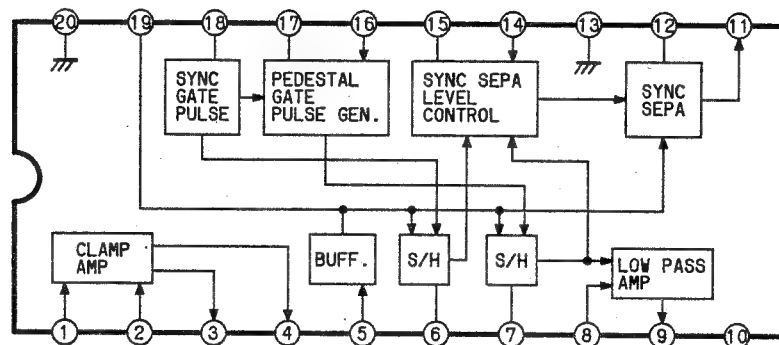 20 19 18 17 16 15 14 13 12 11
SYNC
GATE
PULSE
PEDESTAL
GATE
PULSE GEN.
SYNC SEPA
LEVEL
CONTROL
SYNC
SEPA
CLAMP
AMP
BUFF.
S/H
S/H
LOW PASS
AMP
1 2 3 4 5 6 7 8 9 10